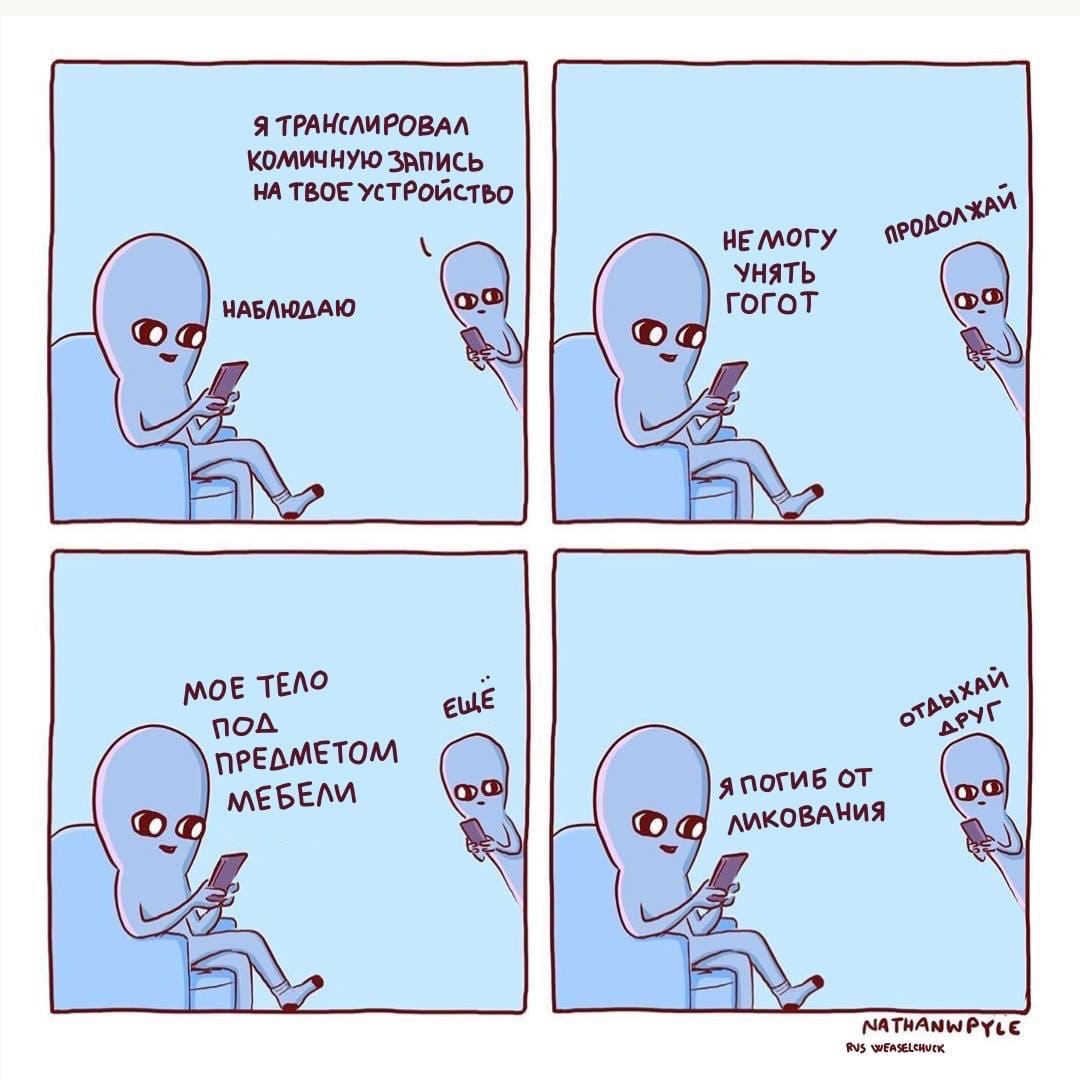 Я ТРАНСЛИРОВАЛ
КОМИЧНУЮ ЗАПИСЬ
НА ТВОЕ УСТРОЙСТВО
НАБЛЮДАЮ
НЕ МОГУ
УНЯТЬ
ГОГОТ
ПРОДОЛЖАЙ
МОЕ ТЕЛО
ПОД
ПРЕДМЕТОМ
МЕБЕЛИ
ЕЩЁ
Я ПОГИБ ОТ
ЛИКОВАНИЯ
ОТДЫХАЙ
ДРУГ
NATHANWPYLE
RUS WEASELCHUCK